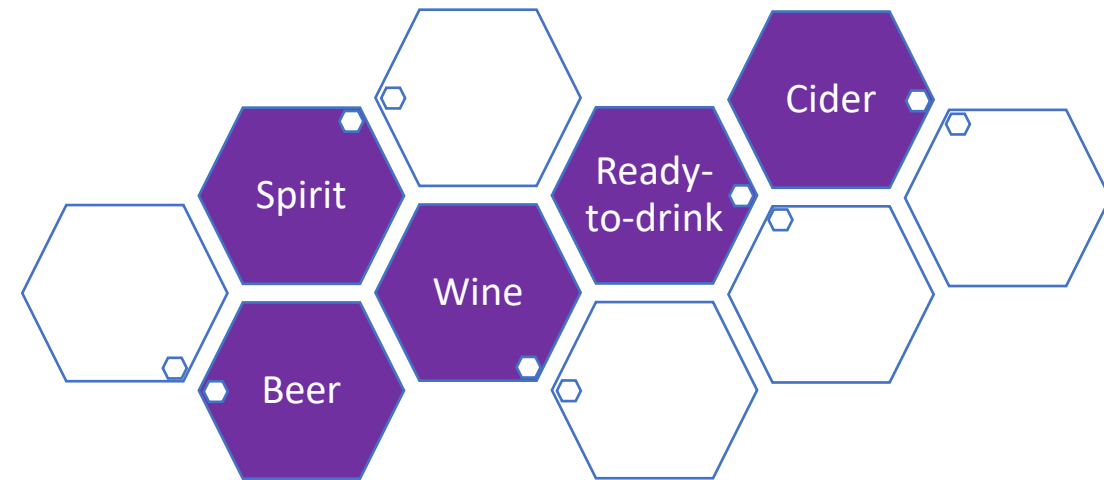 Cider
Spirit
Ready-
to-drink
Wine
Beer